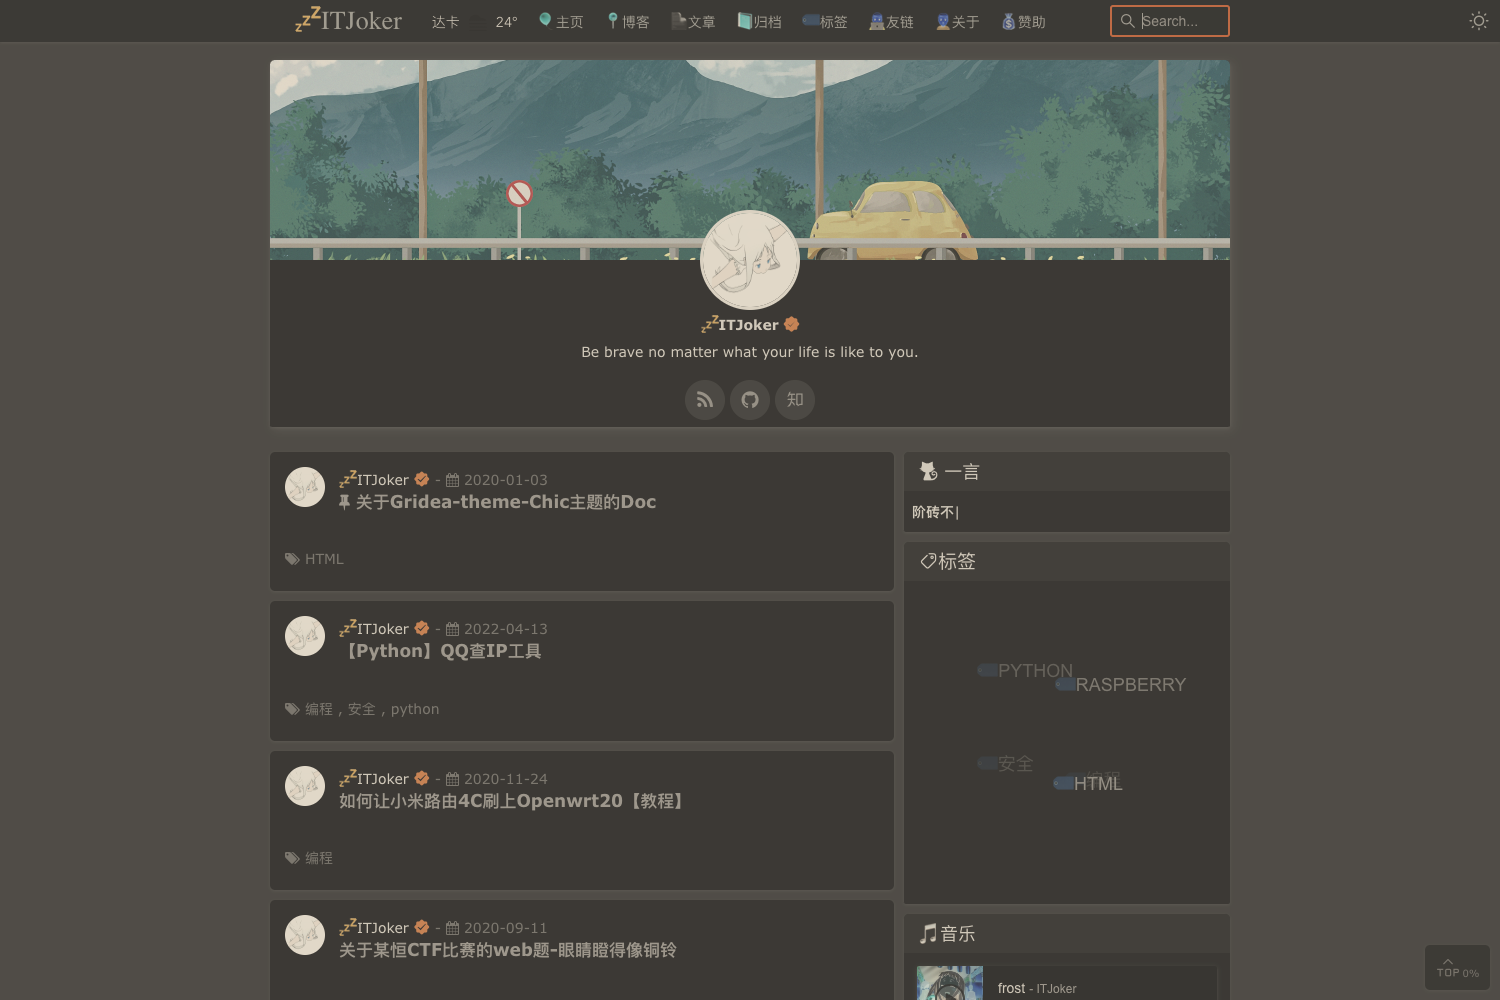 zzZITJoker 达卡 24° 主页 博客 文章 归档 标签 友链 关于 赞助 Search...
zzZITJoker
Be brave no matter what your life is like to you.
知
zzZITJoker - 2020-01-03
关于Gridea-theme-Chic主题的Doc
HTML
zzZITJoker - 2022-04-13
【Python】QQ查IP工具
编程 , 安全 , python
zzZITJoker - 2020-11-24
如何让小米路由4C刷上Openwrt20【教程】
编程
zzZITJoker - 2020-09-11
关于某恒CTF比赛的web题-眼睛瞪得像铜铃
一言
阶砖不|
标签
PYTHON
RASPBERRY
安全
编程
HTML
音乐
frost - ITJoker
TOP 0%